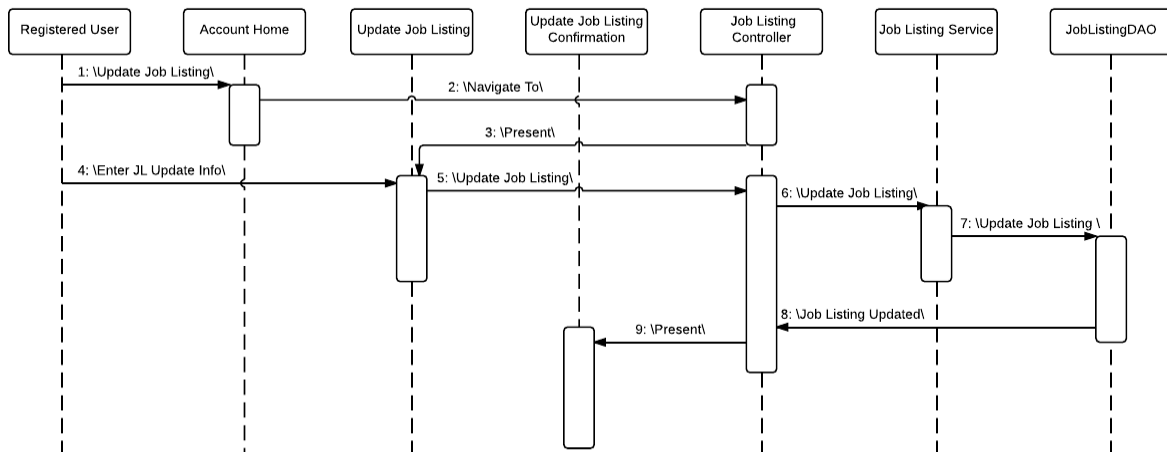 Registered User
Account Home
Update Job Listing
Update Job Listing
Confirmation
Job Listing
Controller
Job Listing Service
JobListingDAO
1: \Update Job Listing\
2: \Navigate To\
3: \Present\
4: \Enter JL Update Info\
5: \Update Job Listing\
6: \Update Job Listing\
7: \Update Job Listing \
8: \Job Listing Updated\
9: \Present\